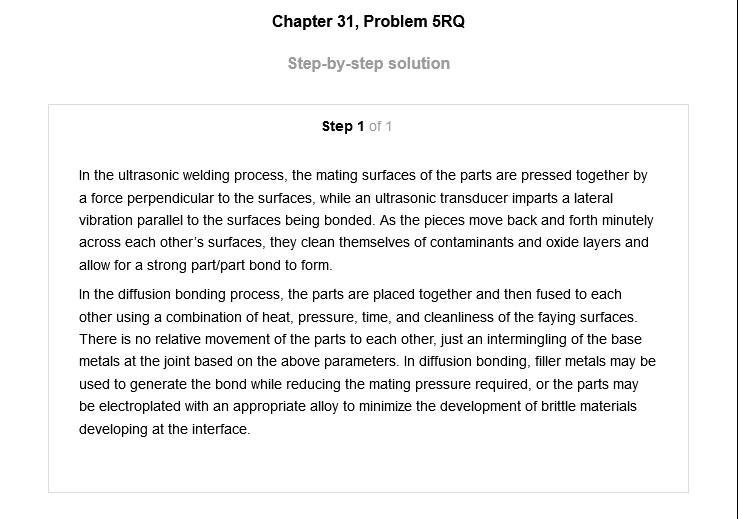 Chapter 31, Problem 5RQ
Step-by-step solution
Step 1 of 1
In the ultrasonic welding process, the mating surfaces of the parts are pressed together by
a force perpendicular to the surfaces, while an ultrasonic transducer imparts a lateral
vibration parallel to the surfaces being bonded. As the pieces move back and forth minutely
across each other's surfaces, they clean themselves of contaminants and oxide layers and
allow for a strong part/part bond to form.
In the diffusion bonding process, the parts are placed together and then fused to each
other using a combination of heat, pressure, time, and cleanliness of the faying surfaces.
There is no relative movement of the parts to each other, just an intermingling of the base
metals at the joint based on the above parameters. In diffusion bonding, filler metals may be
used to generate the bond while reducing the mating pressure required, or the parts may
be electroplated with an appropriate alloy to minimize the development of brittle materials
developing at the interface.